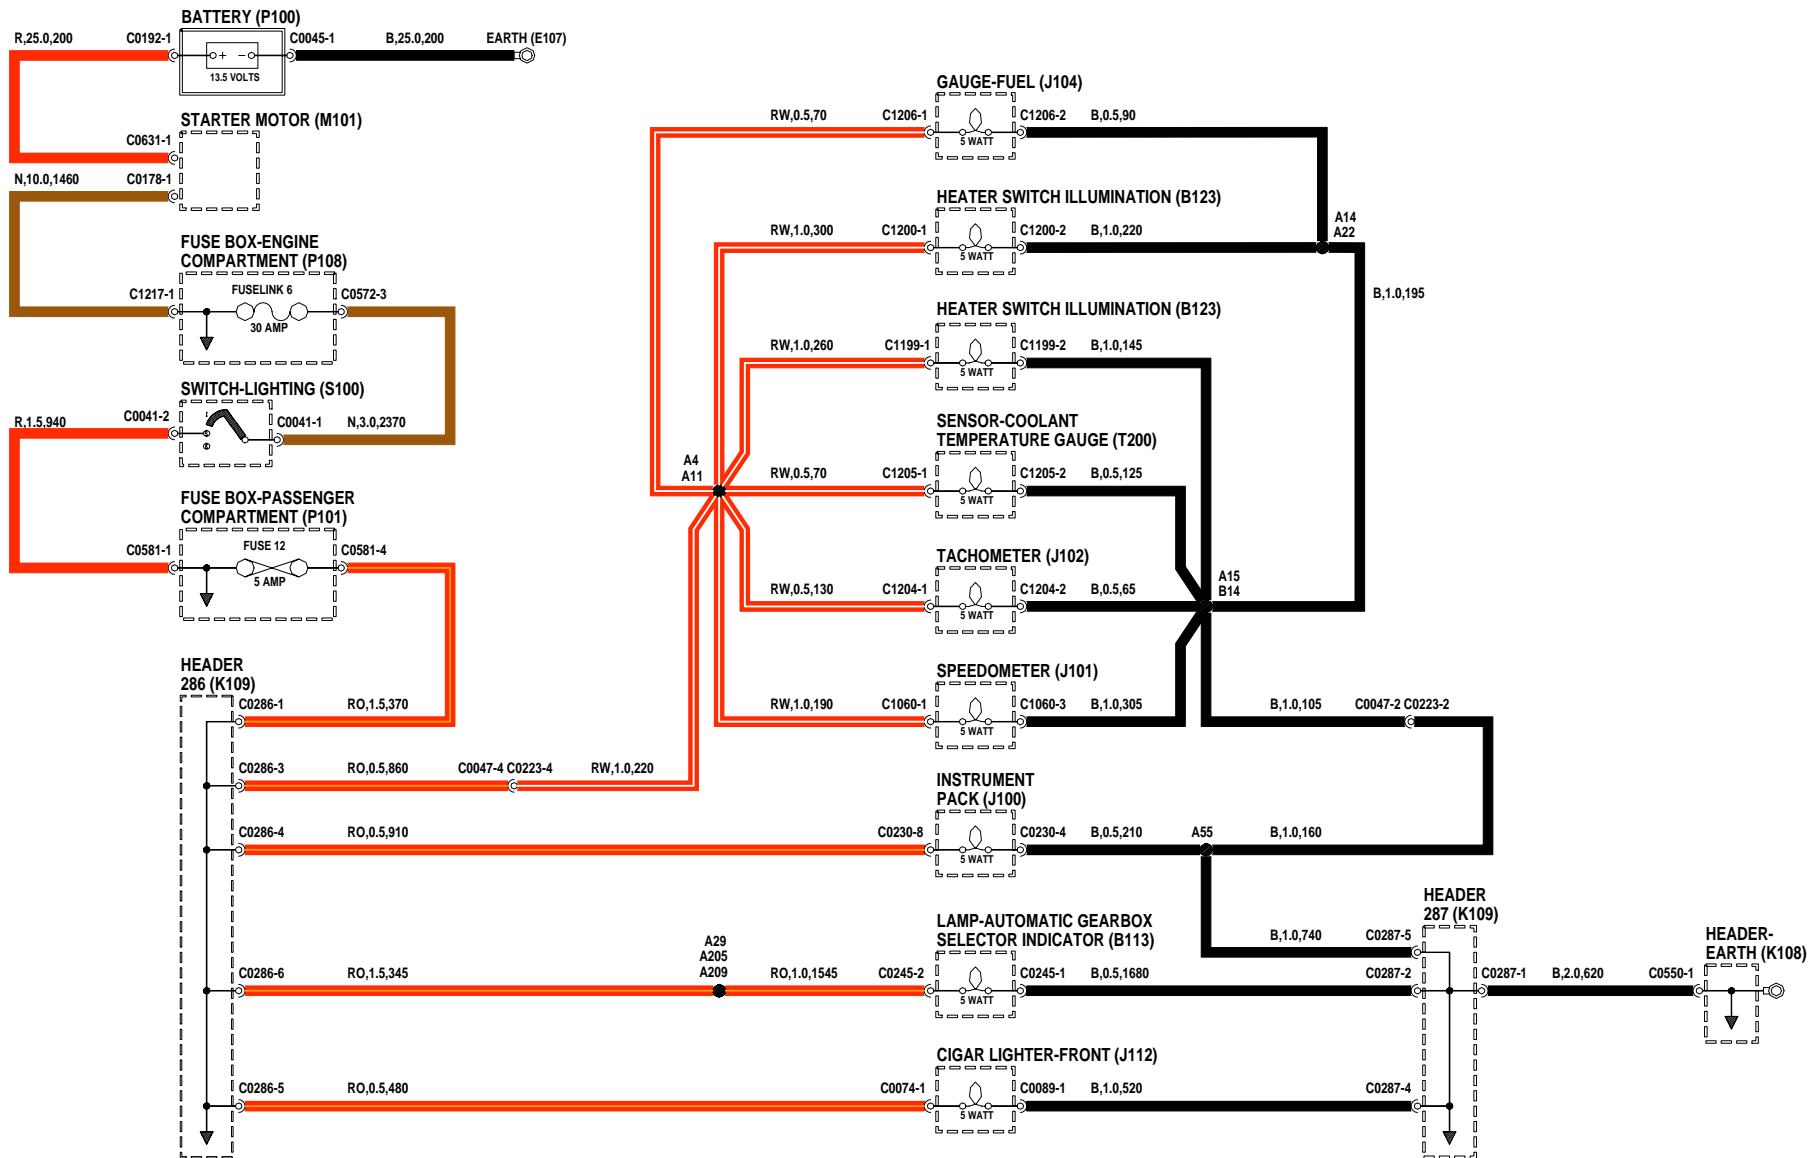 BATTERY (P100)
R,25.0,200
C0192-1
C0045-1
B,25.0,200
EARTH (E107)
13.5 VOLTS
STARTER MOTOR (M101)
C0631-1
N,10.0,1460
C0178-1
FUSE BOX-ENGINE
COMPARTMENT (P108)
FUSELINK 6
C1217-1
C0572-3
30 AMP
SWITCH-LIGHTING (S100)
R,1.5,940
C0041-2
C0041-1
N,3.0,2370
FUSE BOX-PASSENGER
COMPARTMENT (P101)
C0581-1
FUSE 12
C0581-4
5 AMP
HEADER
286 (K109)
C0286-1
RO,1.5,370
C0286-3
RO,0.5,860
C0047-4 C0223-4
RW,1.0,220
C0286-4
RO,0.5,910
C0230-8
C0286-6
RO,1.5,345
A29
A205
A209
RO,1.0,1545
C0245-2
C0286-5
RO,0.5,480
C0074-1
A4
A11
GAUGE-FUEL (J104)
RW,0.5,70
C1206-1
C1206-2
B,0.5,90
5 WATT
HEATER SWITCH ILLUMINATION (B123)
RW,1.0,300
C1200-1
C1200-2
B,1.0,220
5 WATT
A14
A22
B,1.0,195
HEATER SWITCH ILLUMINATION (B123)
RW,1.0,260
C1199-1
C1199-2
B,1.0,145
5 WATT
SENSOR-COOLANT
TEMPERATURE GAUGE (T200)
RW,0.5,70
C1205-1
C1205-2
B,0.5,125
5 WATT
TACHOMETER (J102)
RW,0.5,130
C1204-1
C1204-2
B,0.5,65
5 WATT
A15
B14
SPEEDOMETER (J101)
RW,1.0,190
C1060-1
C1060-3
B,1.0,305
5 WATT
B,1.0,105
C0047-2 C0223-2
INSTRUMENT
PACK (J100)
C0230-4
B,0.5,210
A55
B,1.0,160
5 WATT
LAMP-AUTOMATIC GEARBOX
SELECTOR INDICATOR (B113)
C0245-1
B,0.5,1680
5 WATT
B,1.0,740
C0287-5
C0287-2
HEADER
287 (K109)
C0287-1
B,2.0,620
C0550-1
HEADER-
EARTH (K108)
CIGAR LIGHTER-FRONT (J112)
C0089-1
B,1.0,520
C0287-4
5 WATT